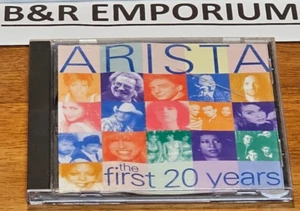 B&R EMPORIUM
ARISTA
the
first 20 years